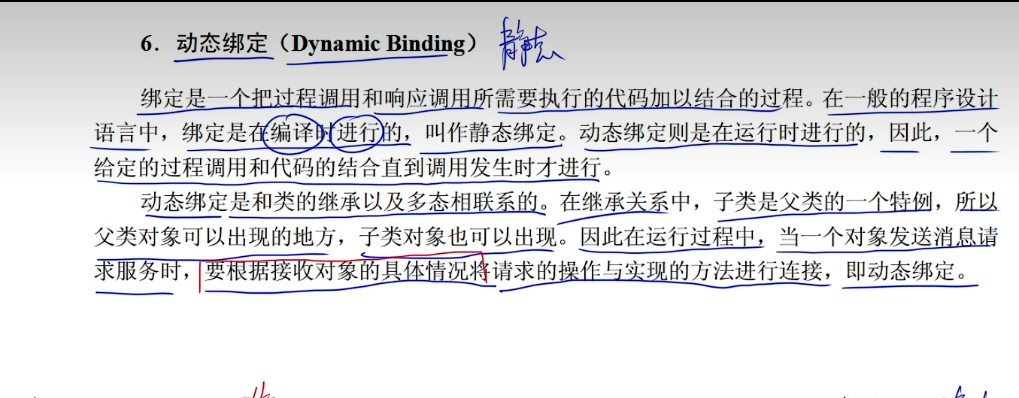 6. 动态绑定（Dynamic Binding） 静态
绑定是一个把过程调用和响应调用所需要执行的代码加以结合的过程。在一般的程序设计
语言中，绑定是在编译时进行的，叫作静态绑定。动态绑定则是在运行时进行的，因此，一个
给定的过程调用和代码的结合直到调用发生时才进行。
动态绑定是和类的继承以及多态相联系的。在继承关系中，子类是父类的一个特例，所以
父类对象可以出现的地方，子类对象也可以出现。因此在运行过程中，当一个对象发送消息请
求服务时，要根据接收对象的具体情况将请求的操作与实现的方法进行连接，即动态绑定。